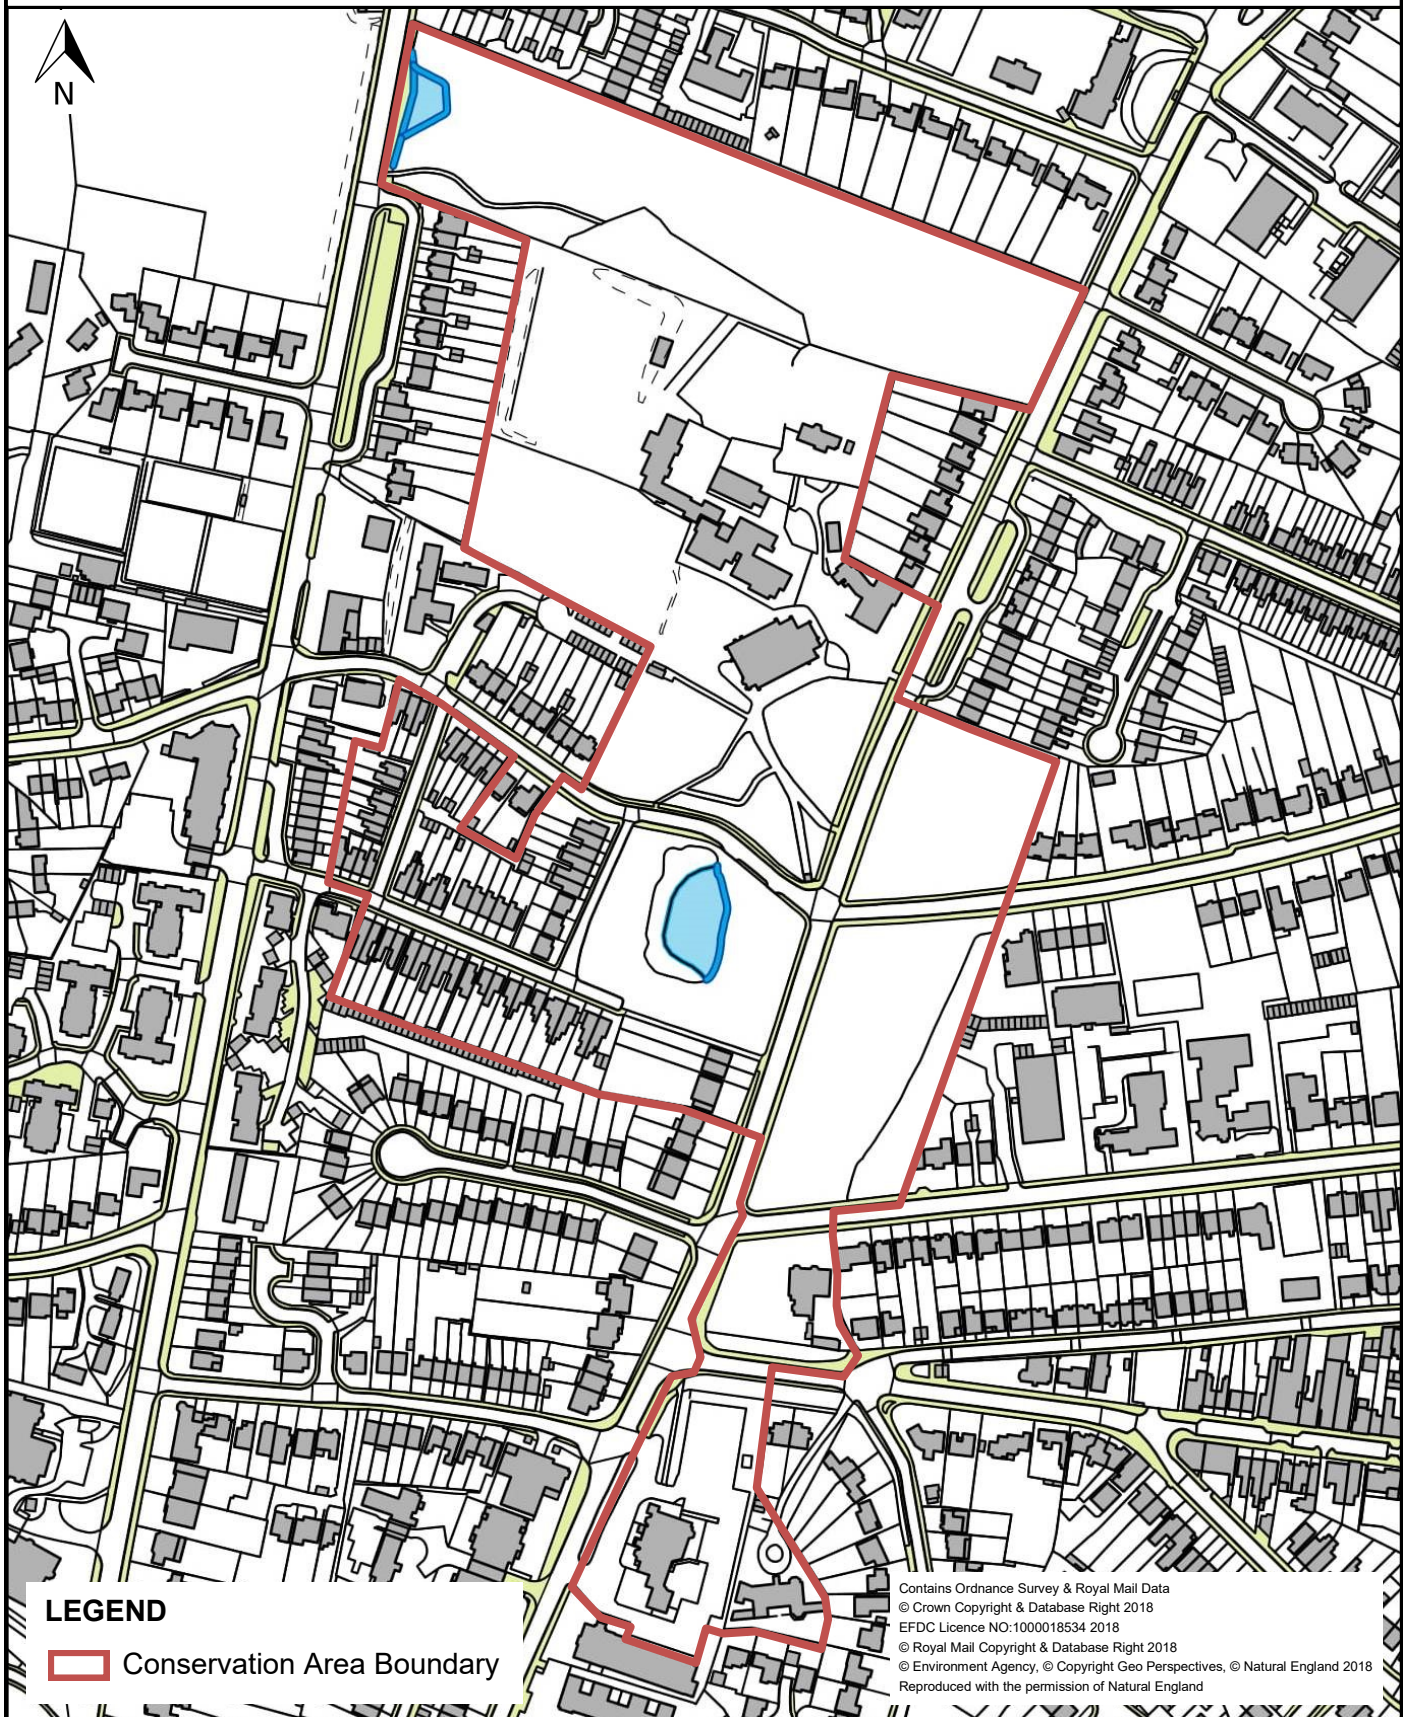 N
LEGEND
Conservation Area Boundary
Contains Ordnance Survey & Royal Mail Data
© Crown Copyright & Database Right 2018
EFDC Licence NO:1000018534 2018
© Royal Mail Copyright & Database Right 2018
© Environment Agency, © Copyright Geo Perspectives, © Natural England 2018
Reproduced with the permission of Natural England